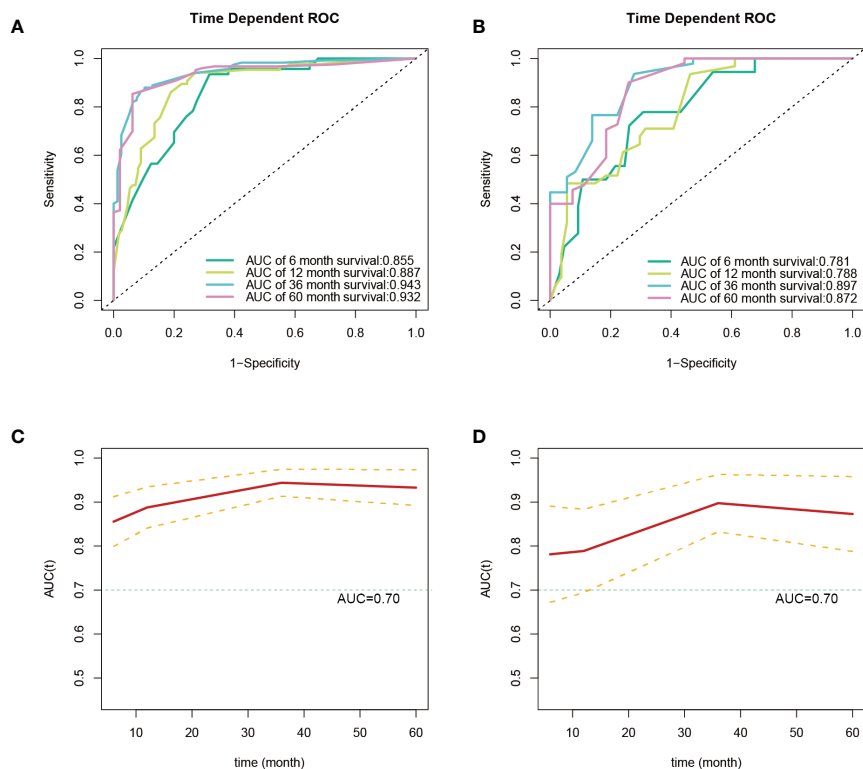 A
Time Dependent ROC
Sensitivity
1.0
0.8
0.6
0.4
0.2
0.0
AUC of 6 month survival:0.855
AUC of 12 month survival:0.887
AUC of 36 month survival:0.943
AUC of 60 month survival:0.932
0.0 0.2 0.4 0.6 0.8 1.0
1−Specificity
B
Time Dependent ROC
Sensitivity
1.0
0.8
0.6
0.4
0.2
0.0
AUC of 6 month survival:0.781
AUC of 12 month survival:0.788
AUC of 36 month survival:0.897
AUC of 60 month survival:0.872
0.0 0.2 0.4 0.6 0.8 1.0
1−Specificity
C
AUC(t)
1.0
0.9
0.8
0.7
0.6
0.5
AUC=0.70
10 20 30 40 50 60
time (month)
D
AUC(t)
1.0
0.9
0.8
0.7
0.6
0.5
AUC=0.70
10 20 30 40 50 60
time (month)